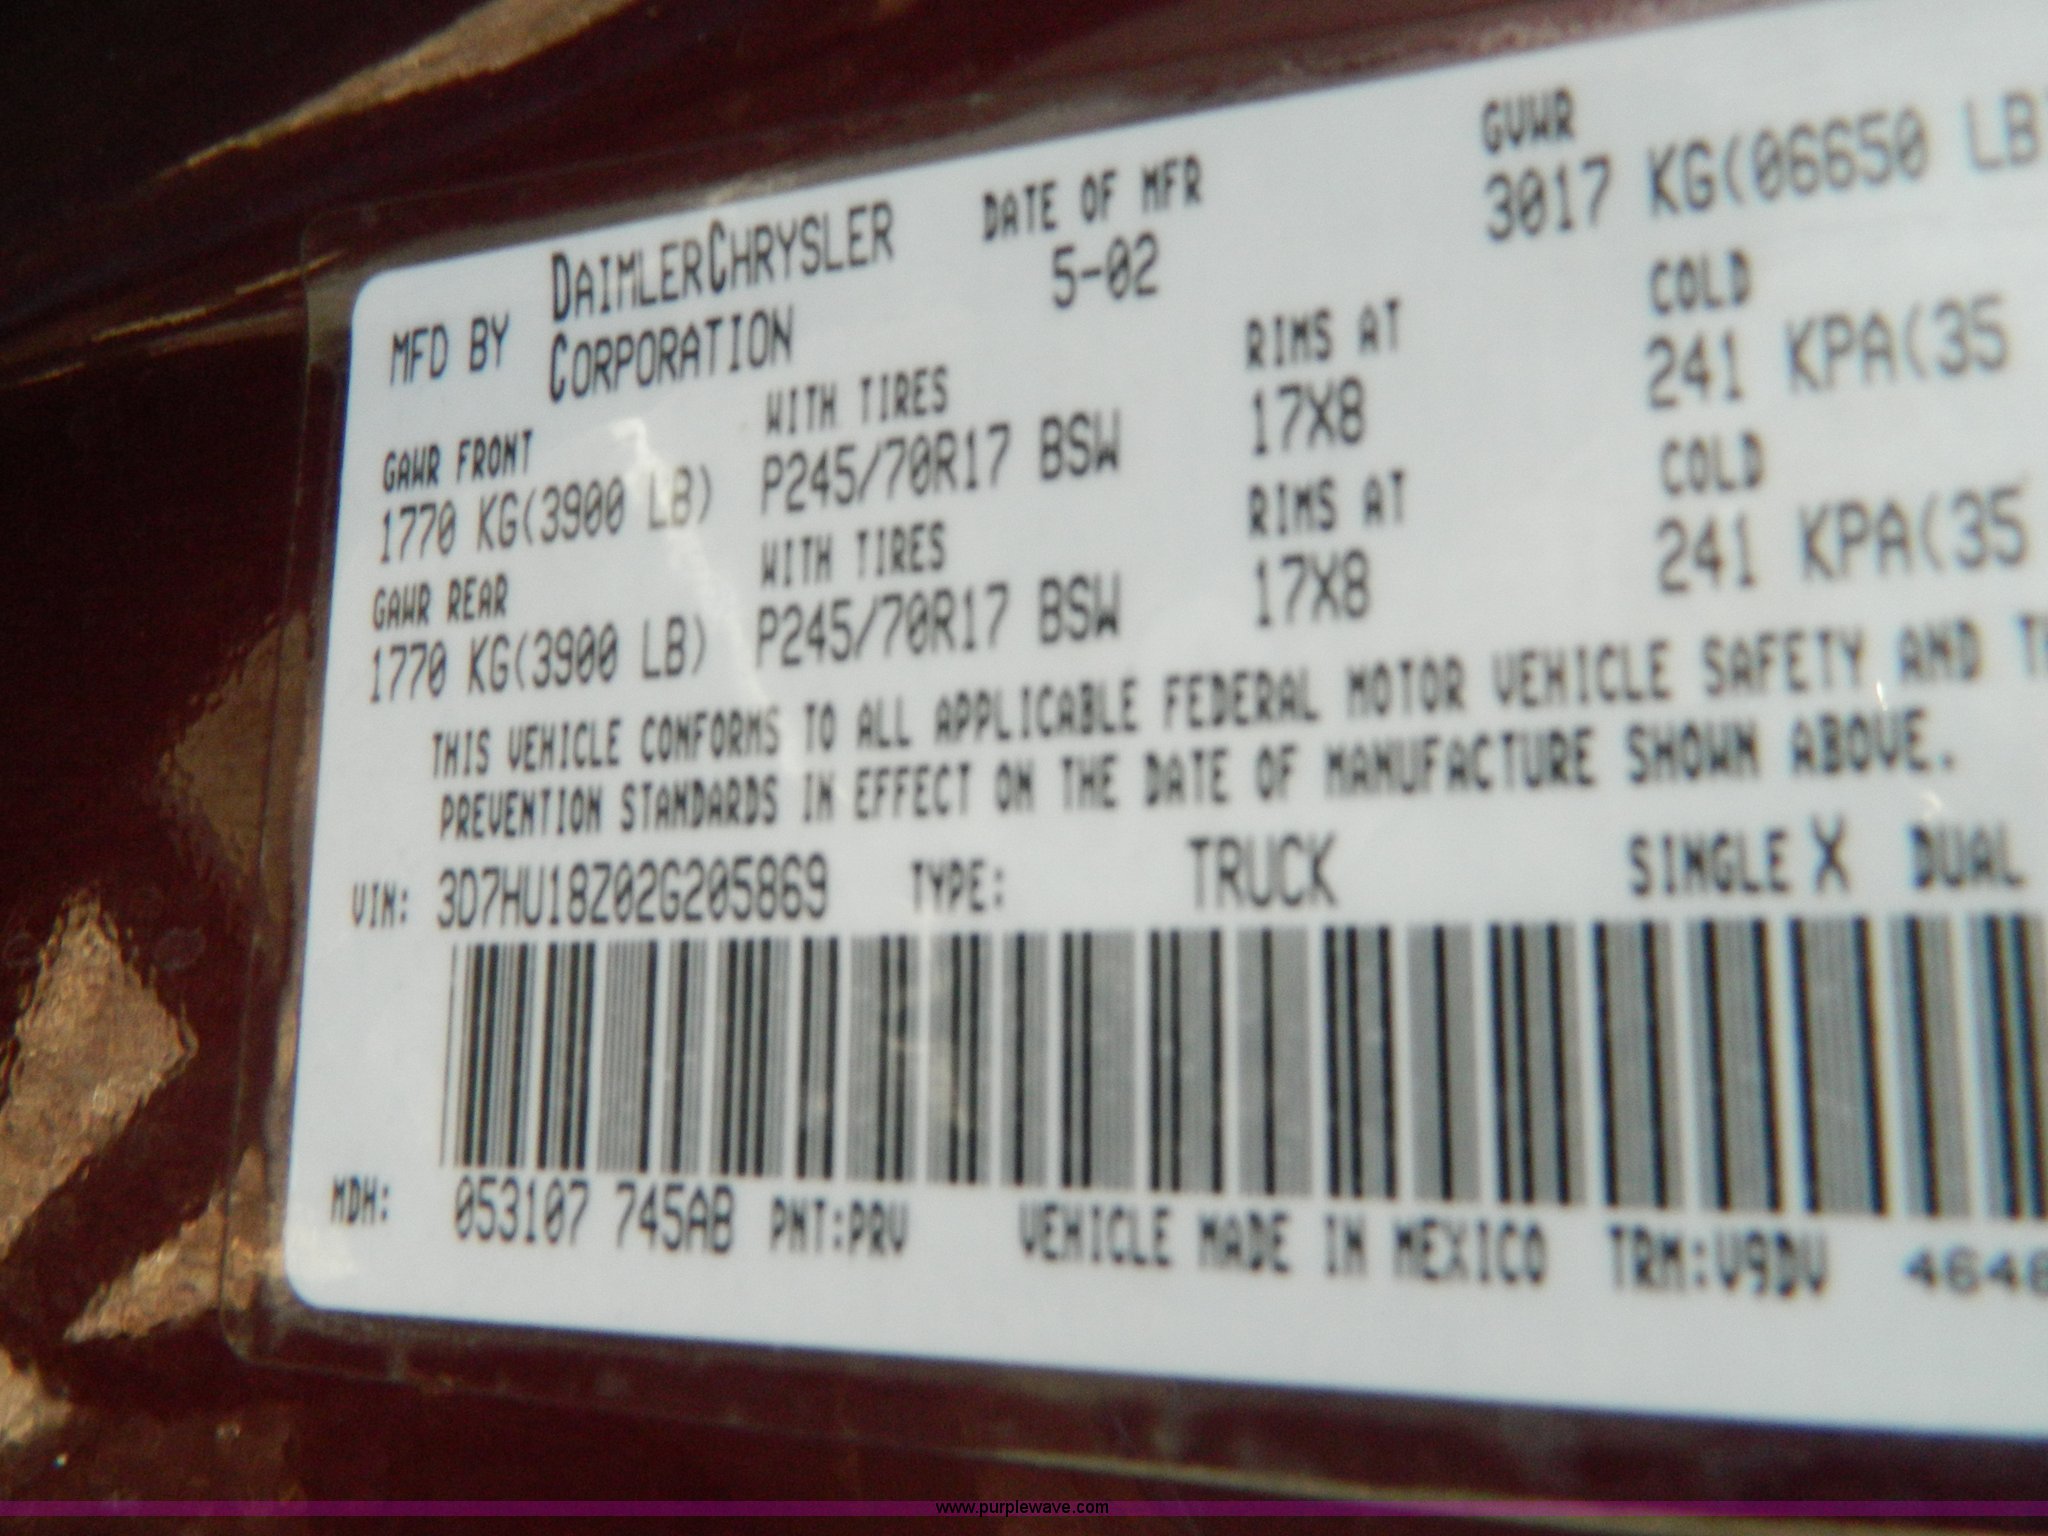 MFD BY DAIMLERCHRYSLER CORPORATION
DATE OF MFR
5-02
GVWR
3017 KG(06650 LB
GAWR FRONT WITH TIRES RIMS AT COLD
1770 KG(3900 LB) P245/70R17 BSW 17X8 241 KPA(35
GAWR REAR WITH TIRES RIMS AT COLD
1770 KG(3900 LB) P245/70R17 BSW 17X8 241 KPA(35
THIS VEHICLE CONFORMS TO ALL APPLICABLE FEDERAL MOTOR VEHICLE SAFETY AND
PREVENTION STANDARDS IN EFFECT ON THE DATE OF MANUFACTURE SHOWN ABOVE.
VIN: 3D7HU18Z02G205869 TYPE: TRUCK SINGLE X DUAL
MDH: 053107 745AB PNT:PRV VEHICLE MADE IN MEXICO TRM:V9DV 4648
www.purplewave.com